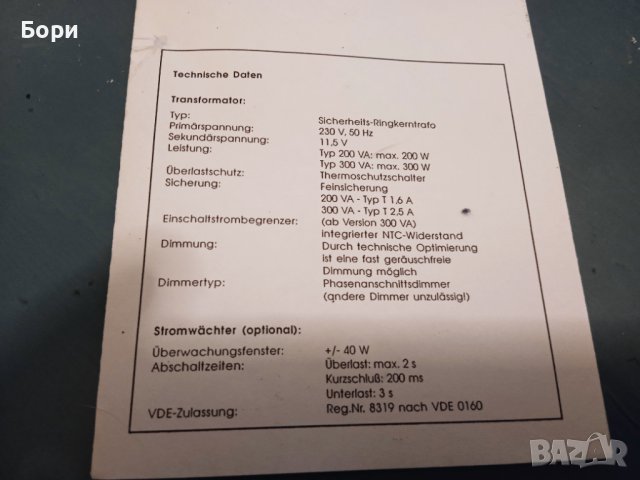 Бори
Technische Daten
Transformator:
Typ: Sicherheits-Ringkerntrafo
Primärspannung: 230 V, 50 Hz
Sekundärspannung: 11,5 V
Leistung: Typ 200 VA: max. 200 W
Typ 300 VA: max. 300 W
Überlastschutz: Thermoschutzschalter
Sicherung: Feinsicherung
200 VA - Typ T 1,6 A
300 VA - Typ T 2,5 A
Einschaltstrombegrenzer: (ab Version 300 VA)
integrierter NTC-Widerstand
Dimmung: Durch technische Optimierung
ist eine fast geräuschfreie
Dimmung möglich
Dimmertyp: Phasenanschnittsdimmer
(qndere Dimmer unzulässig!)
Stromwächter (optional):
Überwachungsfenster: +/- 40 W
Abschaltzeiten: Überlast: max. 2 s
Kurzschluß: 200 ms
Unterlast: 3 s
VDE-Zulassung: Reg.Nr. 8319 nach VDE 0160
BAZAR